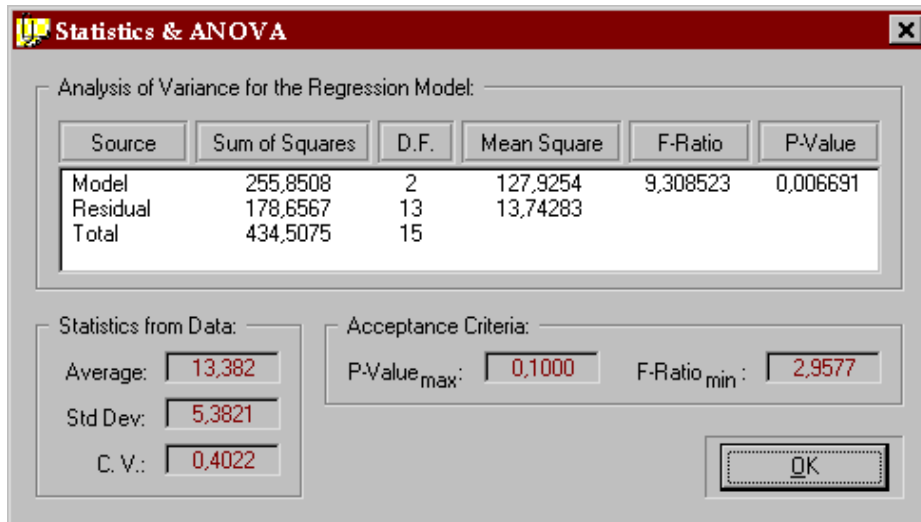 Statistics & ANOVA
Analysis of Variance for the Regression Model:
Source Sum of Squares D.F. Mean Square F-Ratio P-Value
Model 255,8508 2 127,9254 9,308523 0,006691
Residual 178,6567 13 13,74283
Total 434,5075 15
Statistics from Data:
Average: 13,382
Std Dev: 5,3821
C. V.: 0,4022
Acceptance Criteria:
P-Value max: 0,1000 F-Ratio min : 2,9577
OK